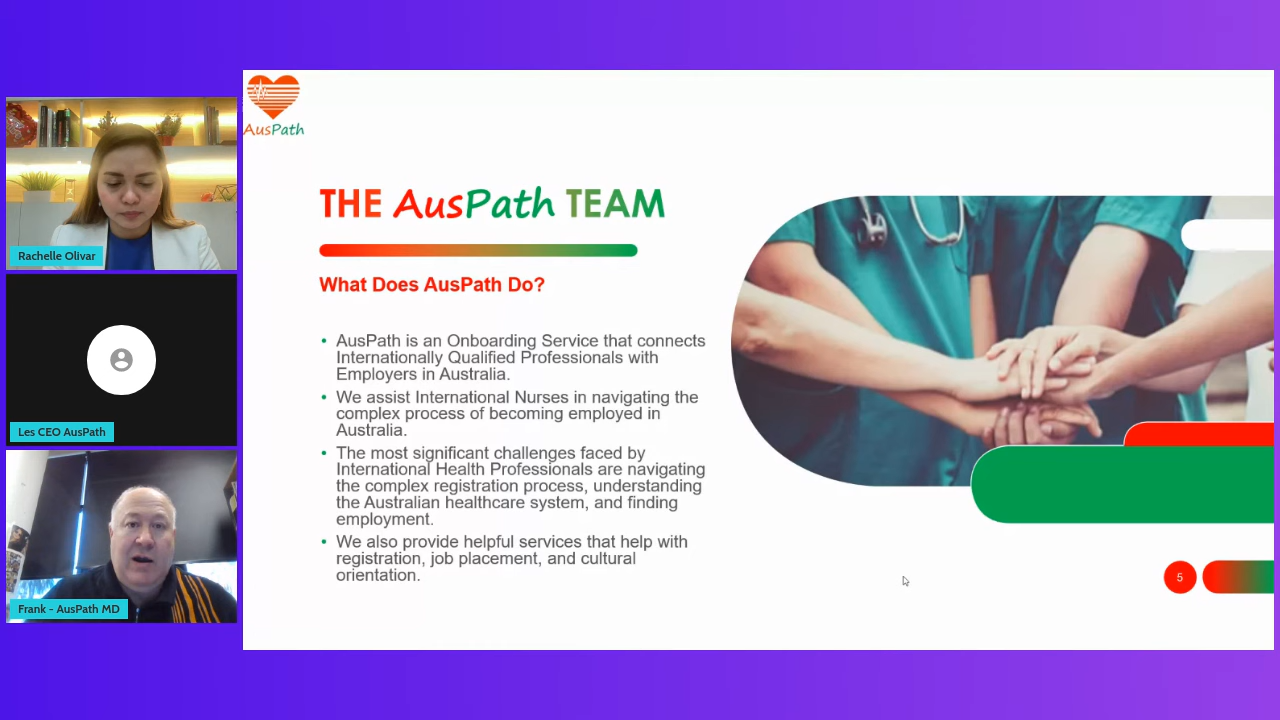 AusPath
THE AusPath TEAM
What Does AusPath Do?
• AusPath is an Onboarding Service that connects
Internationally Qualified Professionals with
Employers in Australia.
• We assist International Nurses in navigating the
complex process of becoming employed in
Australia.
• The most significant challenges faced by
International Health Professionals are navigating
the complex registration process, understanding
the Australian healthcare system, and finding
employment.
• We also provide helpful services that help with
registration, job placement, and cultural
orientation.
5
Rachelle Olivar
Les CEO AusPath
Frank - AusPath MD